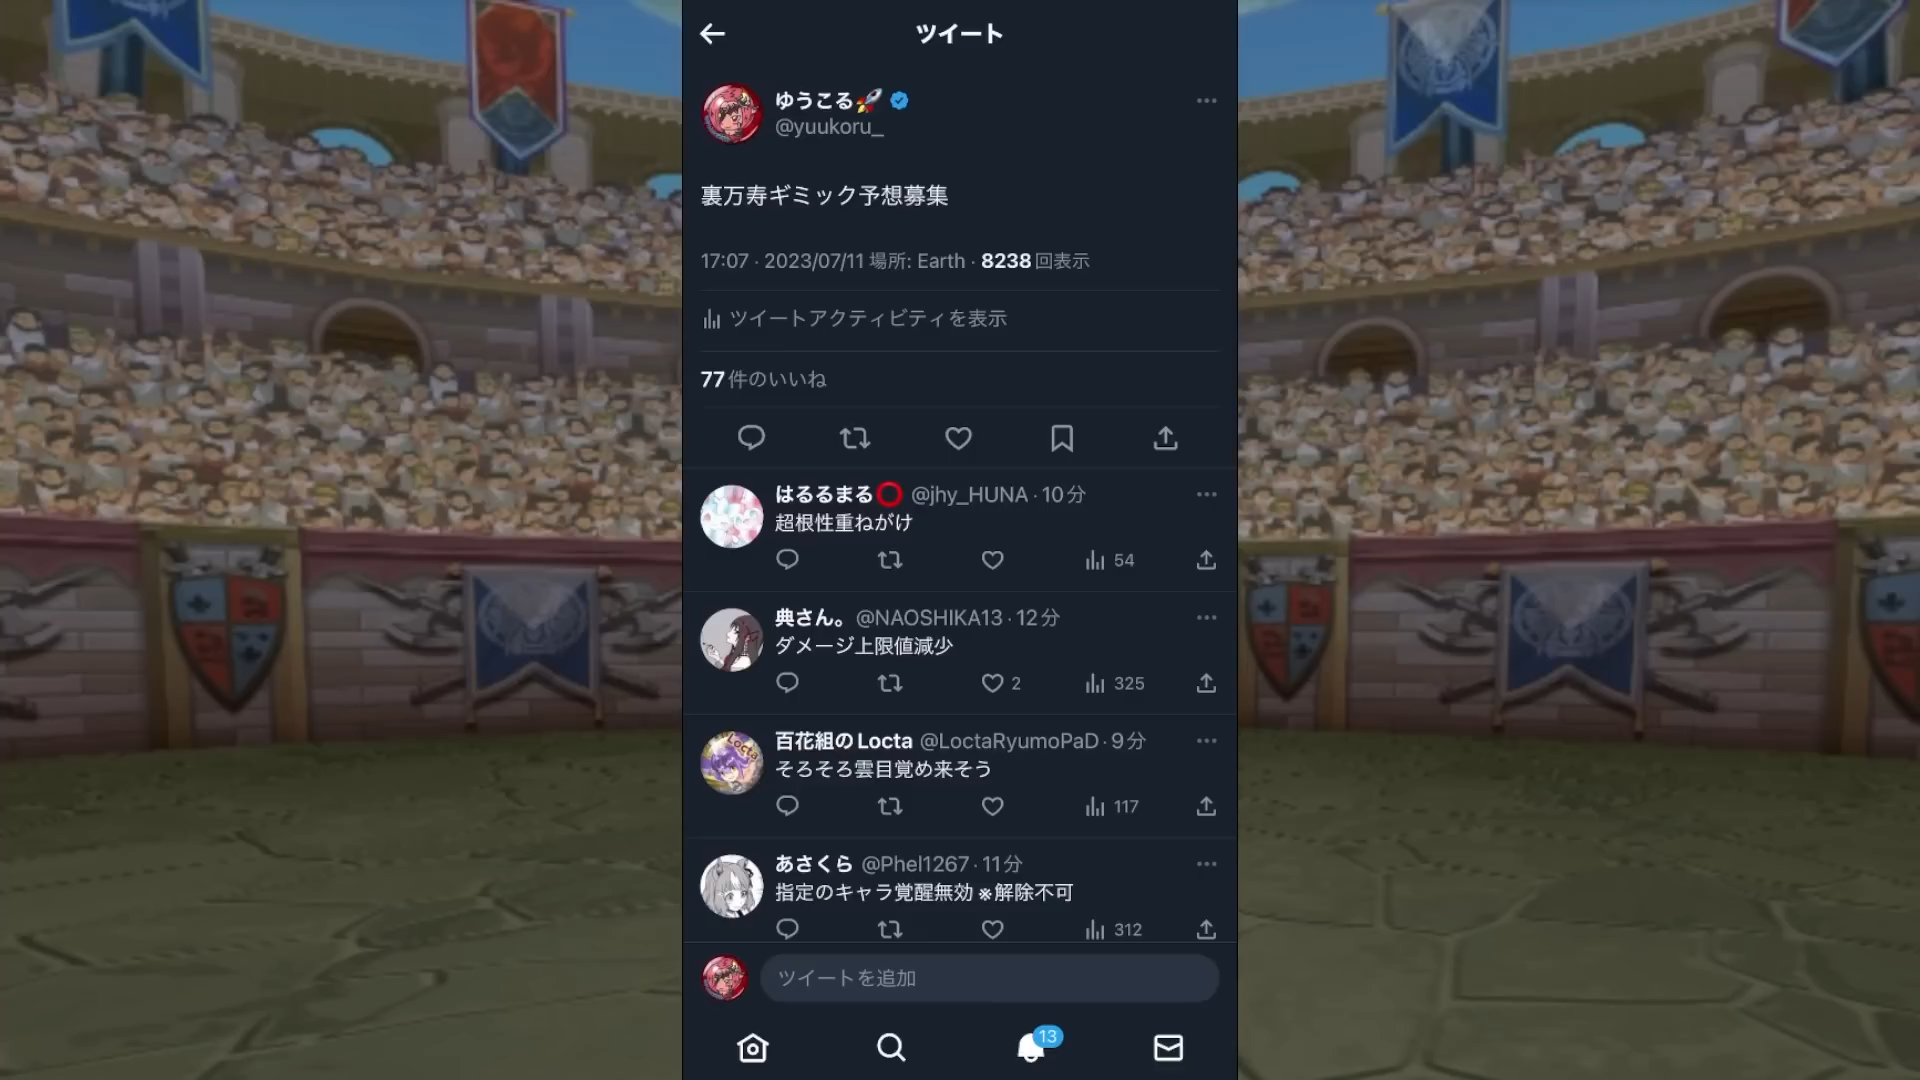 ツイート
ゆうこる🚀
@yuukoru_
裏万寿ギミック予想募集
17:07 · 2023/07/11 場所: Earth · 8238 回表示
ツイートアクティビティを表示
77 件のいいね
はるるまる⭕ @jhy_HUNA · 10分
超根性重ねがけ
54
典さん。 @NAOSHIKA13 · 12分
ダメージ上限値減少
2 325
百花組のLocta @LoctaRyumoPaD · 9分
そろそろ雲目覚め来そう
117
あさくら @Phel1267 · 11分
指定のキャラ覚醒無効※解除不可
312
ツイートを追加
13